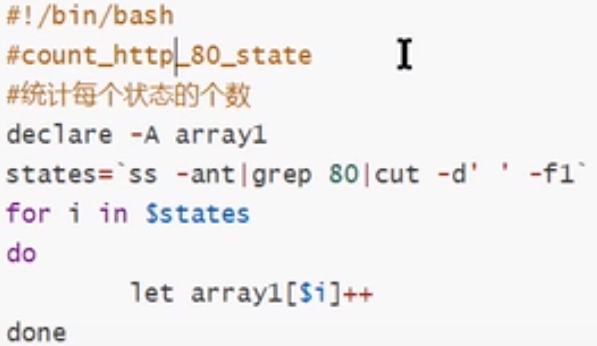 #!/bin/bash
#count_http_80_state
#统计每个状态的个数
declare -A array1
states=`ss -ant|grep 80|cut -d' ' -f1`
for i in $states
do
        let array1[$i]++
done